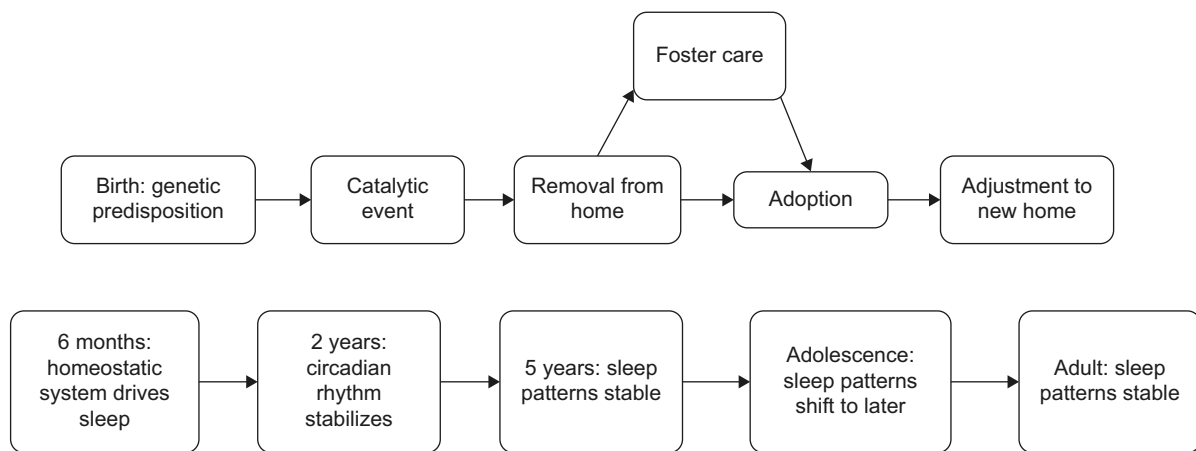 Foster care
Birth: genetic
predisposition
Catalytic
event
Removal from
home
Adoption
Adjustment to
new home
6 months:
homeostatic
system drives
sleep
2 years:
circadian
rhythm
stabilizes
5 years: sleep
patterns stable
Adolescence:
sleep patterns
shift to later
Adult: sleep
patterns stable